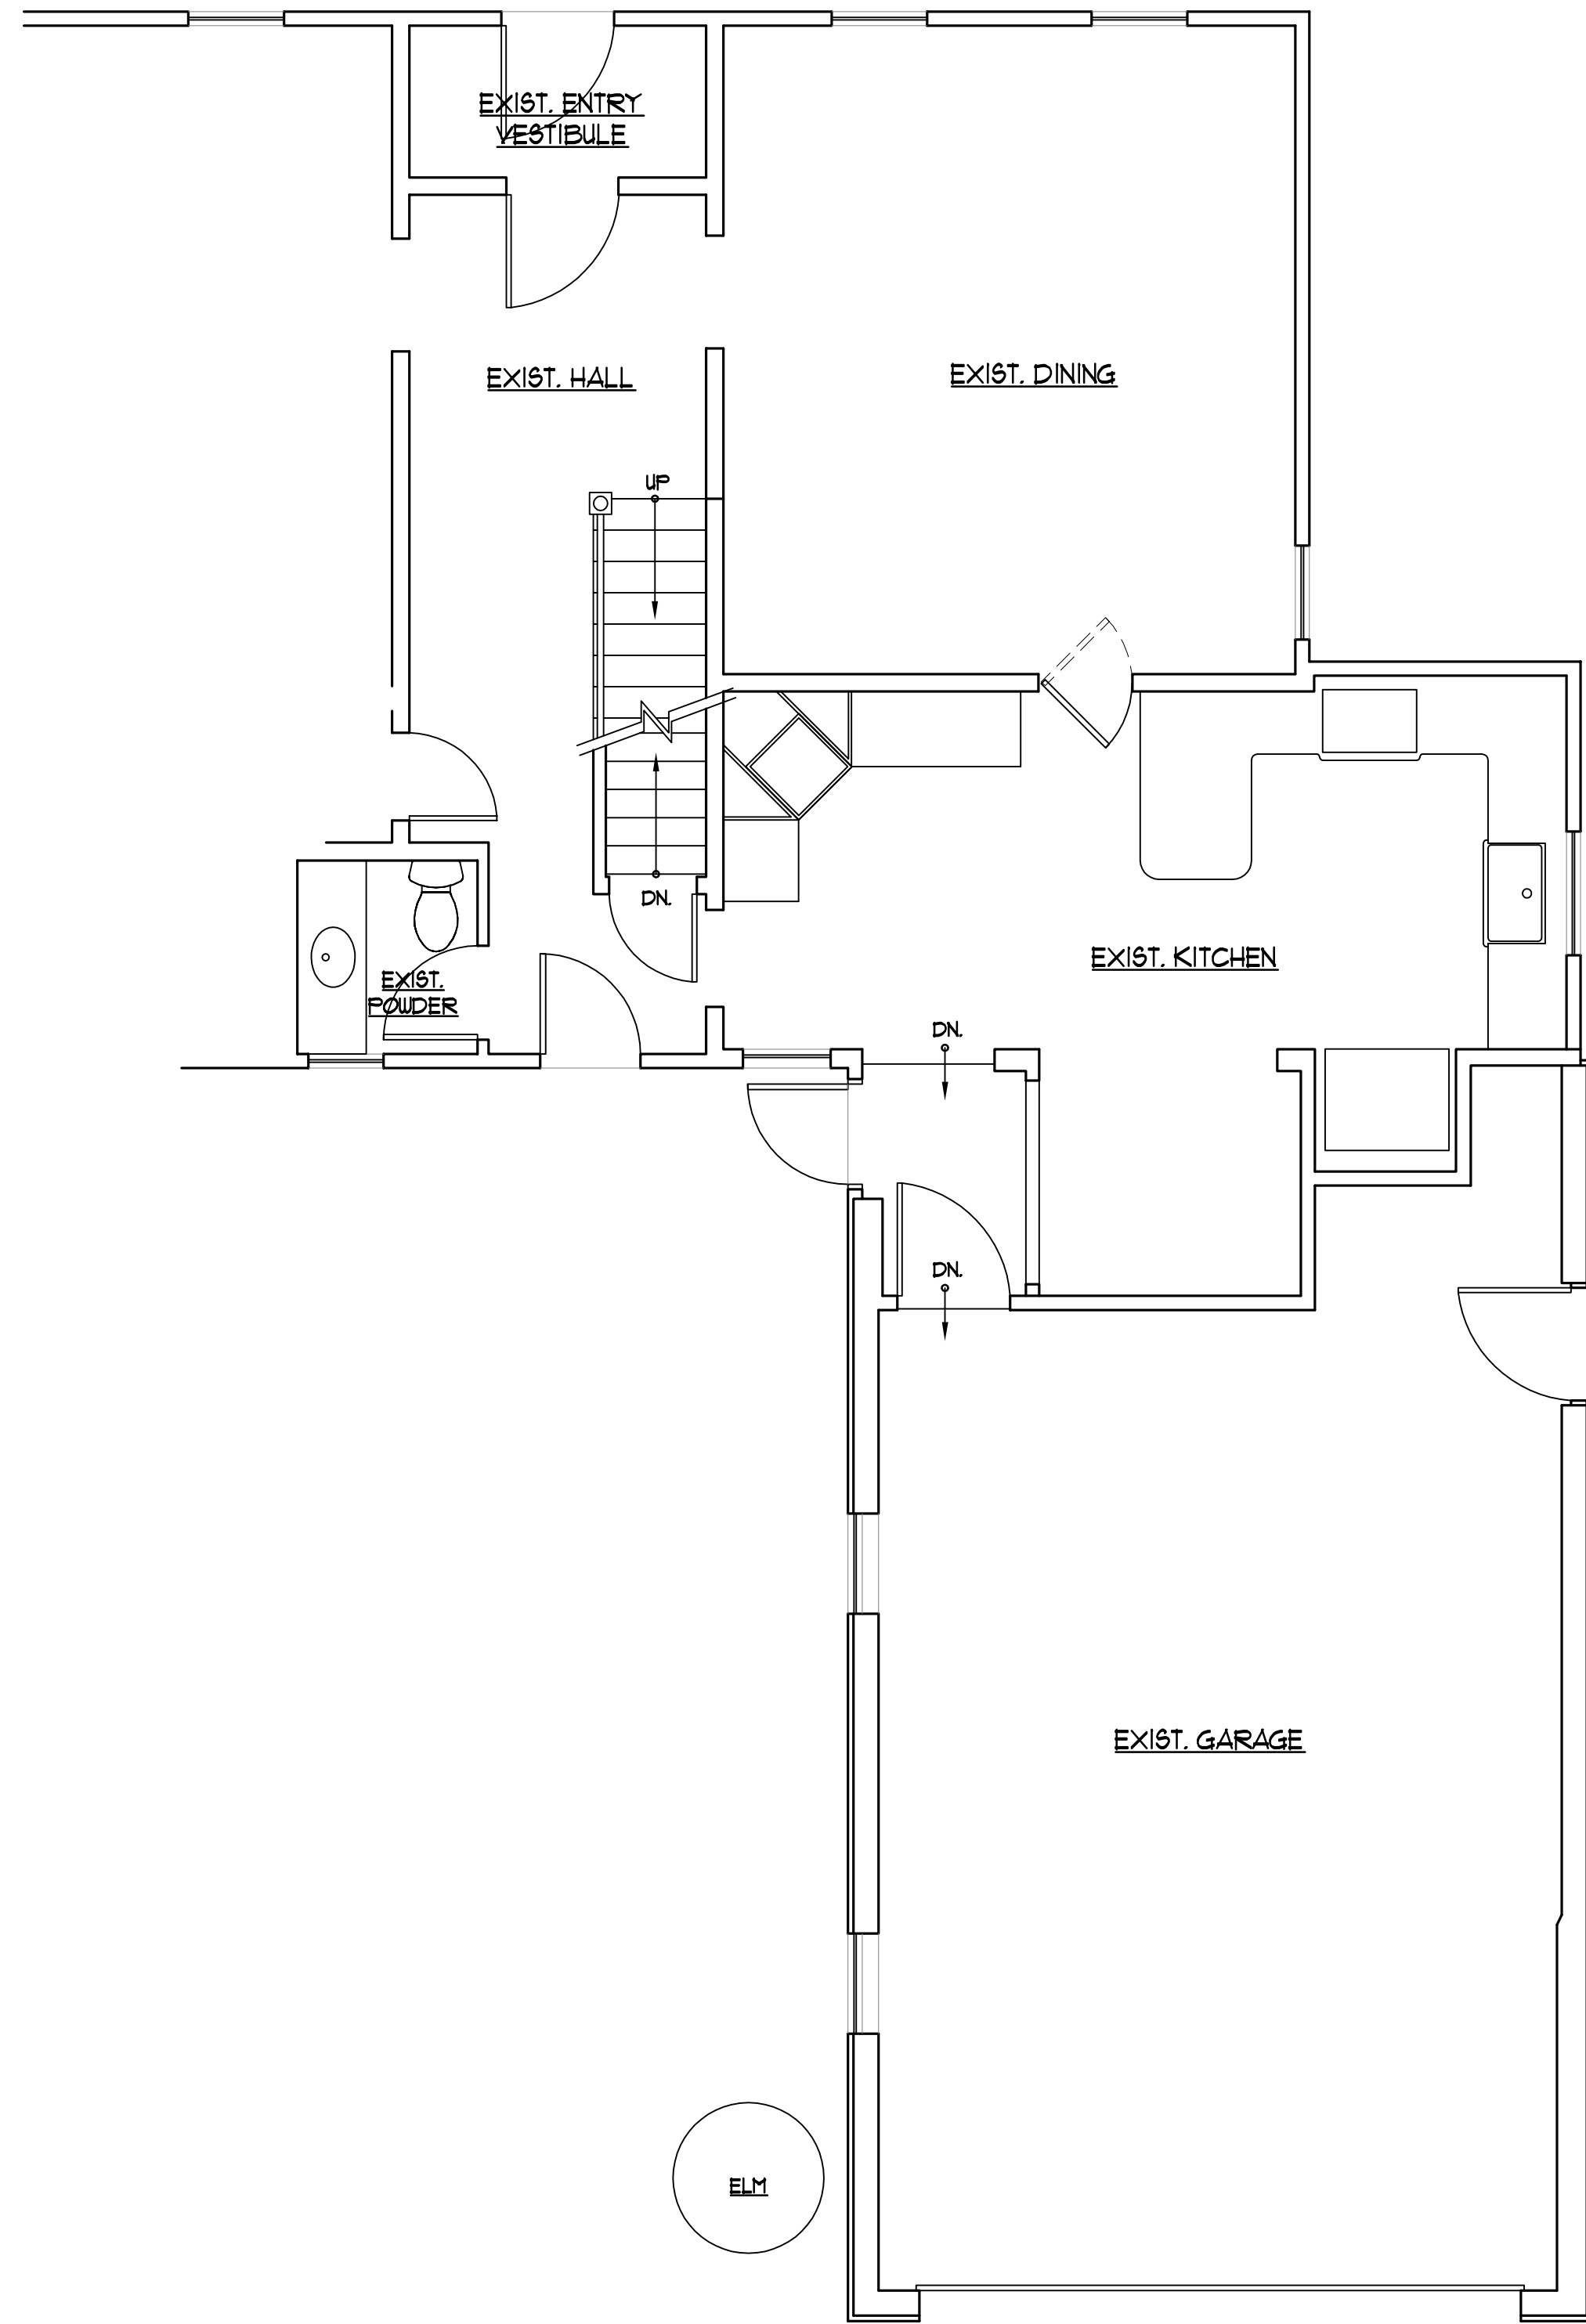 EXIST. ENTRY
VESTIBULE
EXIST. HALL
EXIST. DINING
UP
DN.
EXIST. KITCHEN
EXIST.
POWDER
DN.
DN.
EXIST. GARAGE
ELM